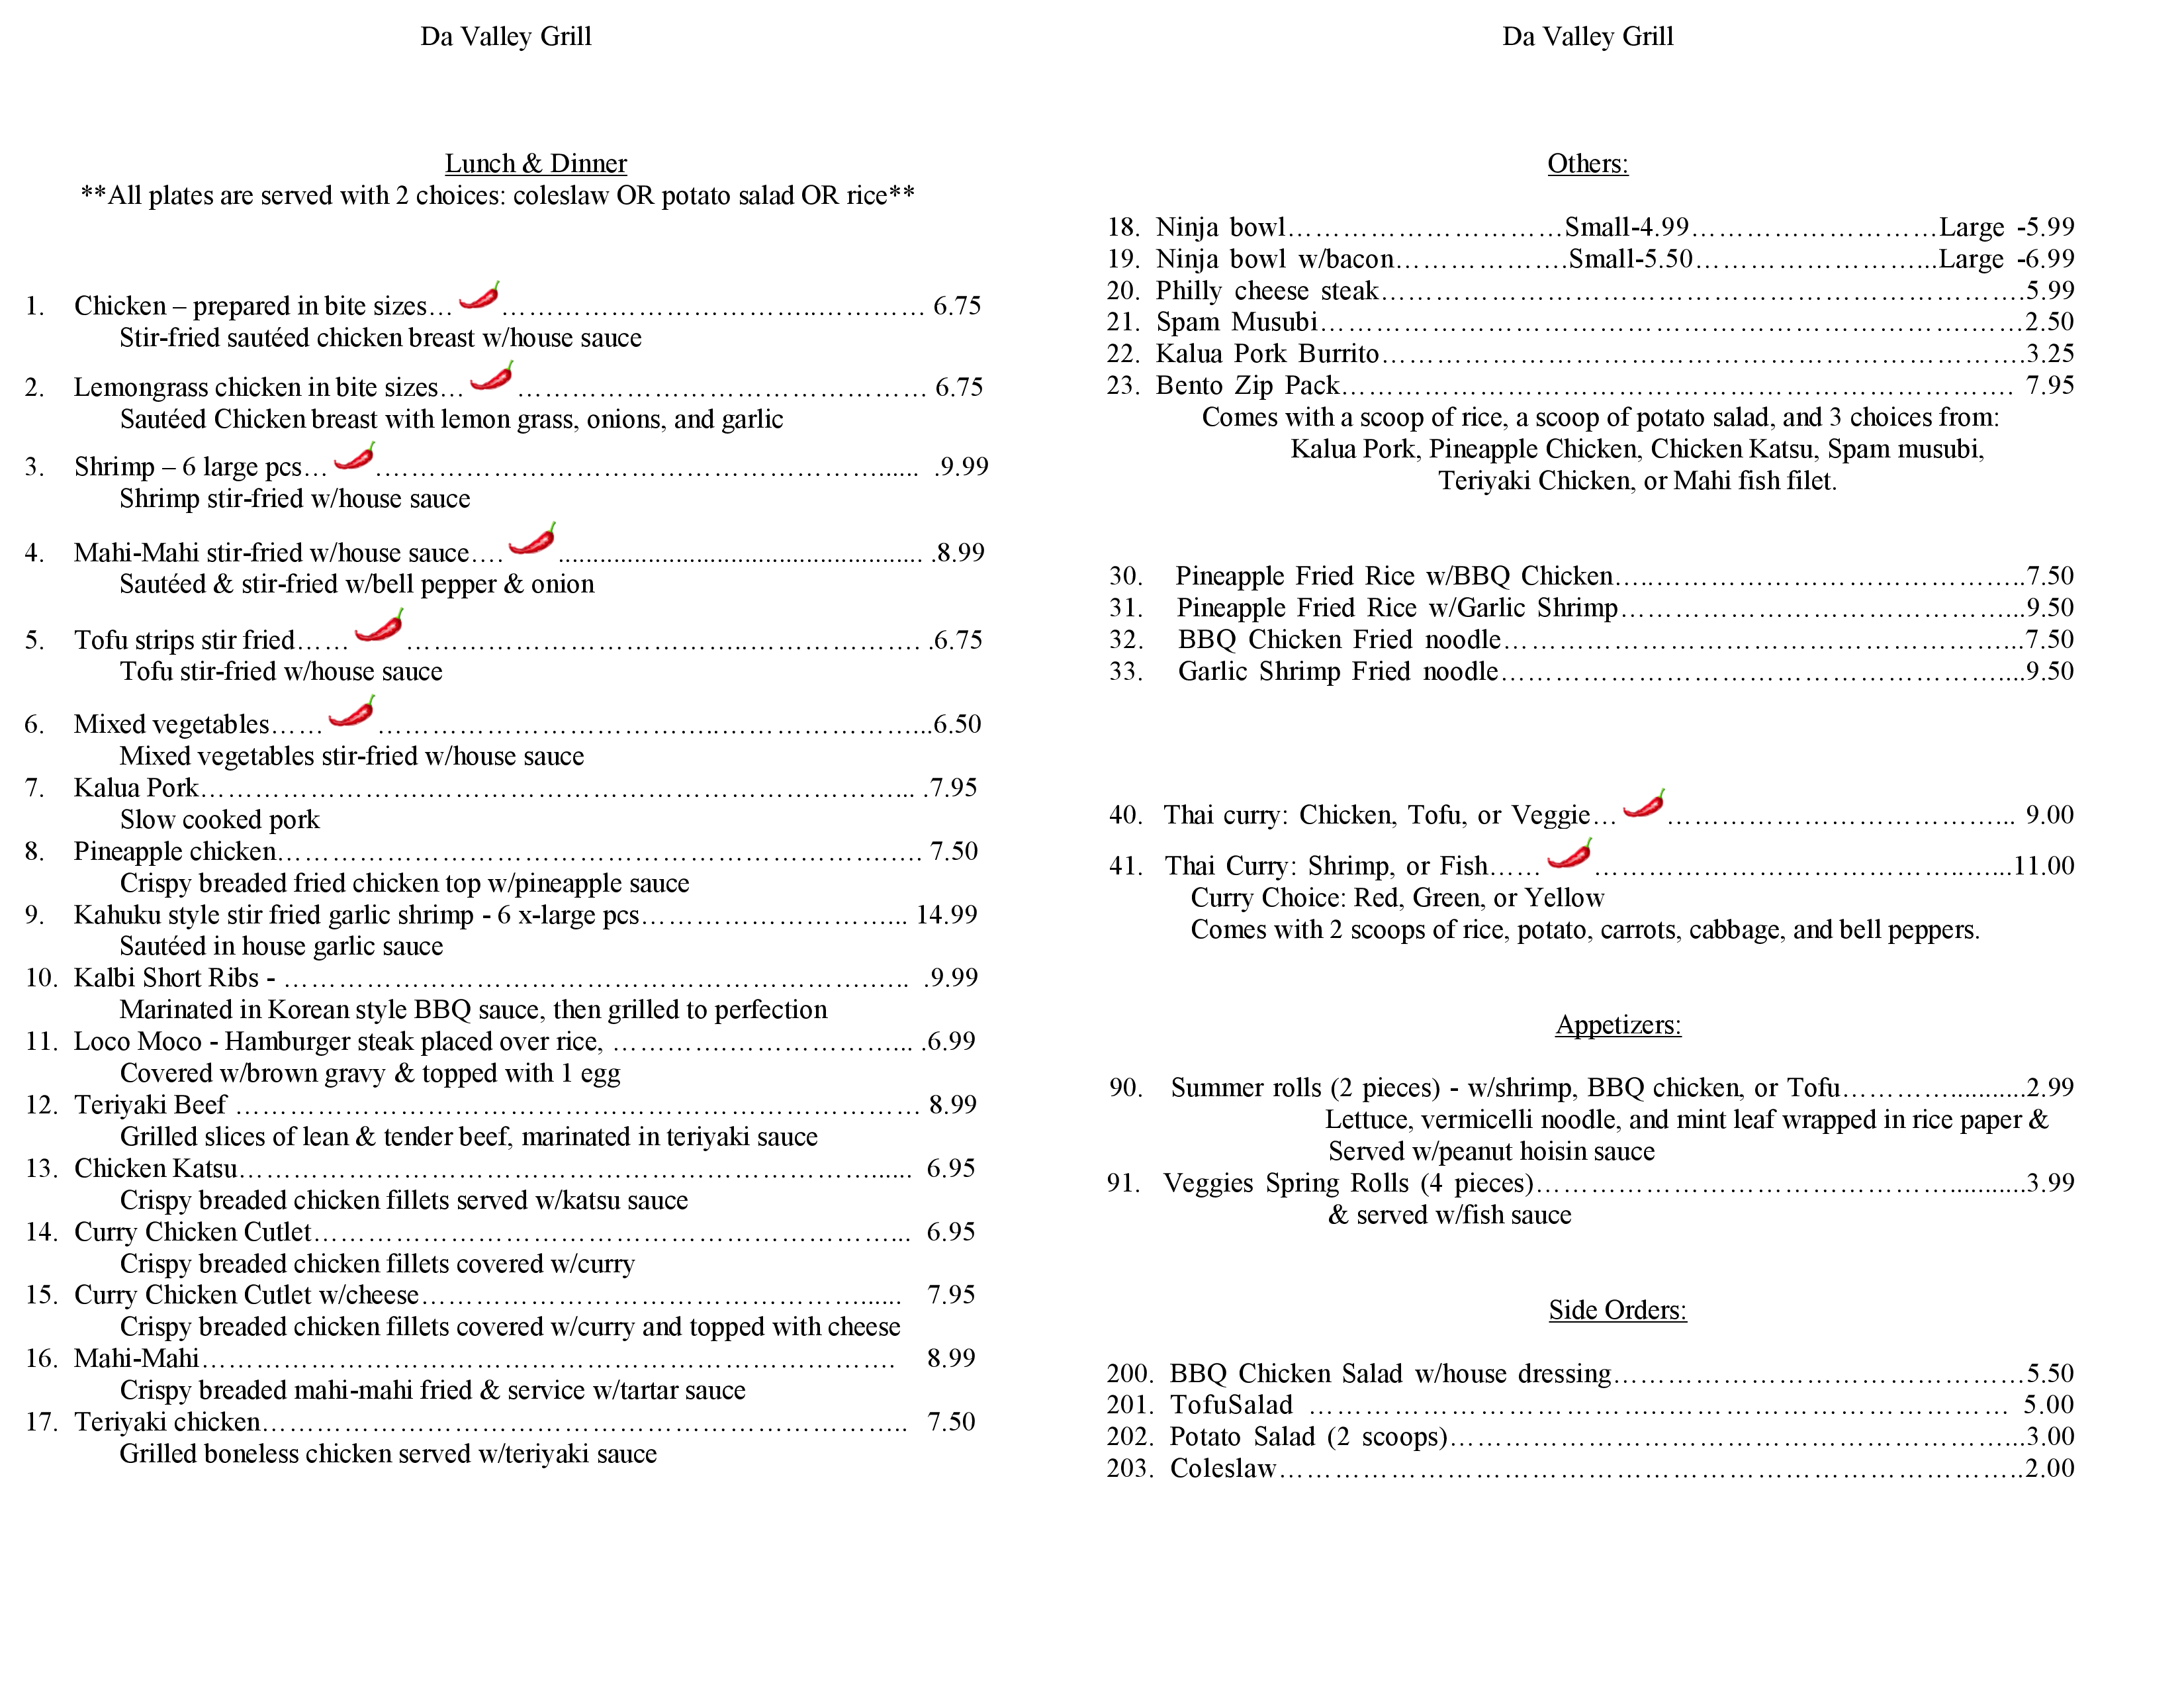 Da Valley Grill
Lunch & Dinner
**All plates are served with 2 choices: coleslaw OR potato salad OR rice**
1. Chicken – prepared in bite sizes… ………………………………..………… 6.75
Stir-fried sautéed chicken breast w/house sauce
2. Lemongrass chicken in bite sizes… ……………………………………… 6.75
Sautéed Chicken breast with lemon grass, onions, and garlic
3. Shrimp – 6 large pcs… .………………………………………………...... .9.99
Shrimp stir-fried w/house sauce
4. Mahi-Mahi stir-fried w/house sauce…. ..................................................... .8.99
Sautéed & stir-fried w/bell pepper & onion
5. Tofu strips stir fried…… ………………………………..………………. .6.75
Tofu stir-fried w/house sauce
6. Mixed vegetables…… ………………………………..…………………...6.50
Mixed vegetables stir-fried w/house sauce
7. Kalua Pork…………………….……………………………………………... .7.95
Slow cooked pork
8. Pineapple chicken……………………………………………………….…… 7.50
Crispy breaded fried chicken top w/pineapple sauce
9. Kahuku style stir fried garlic shrimp - 6 x-large pcs………………………... 14.99
Sautéed in house garlic sauce
10. Kalbi Short Ribs - ………………………………………………………….. .9.99
Marinated in Korean style BBQ sauce, then grilled to perfection
11. Loco Moco - Hamburger steak placed over rice, ………….……………... .6.99
Covered w/brown gravy & topped with 1 egg
12. Teriyaki Beef ………………………………………………………………… 8.99
Grilled slices of lean & tender beef, marinated in teriyaki sauce
13. Chicken Katsu……………………………………………………………...... 6.95
Crispy breaded chicken fillets served w/katsu sauce
14. Curry Chicken Cutlet………………………………………………………... 6.95
Crispy breaded chicken fillets covered w/curry
15. Curry Chicken Cutlet w/cheese…………………………………………...... 7.95
Crispy breaded chicken fillets covered w/curry and topped with cheese
16. Mahi-Mahi…………………………………………………………………. 8.99
Crispy breaded mahi-mahi fried & service w/tartar sauce
17. Teriyaki chicken…………………………………………………………….. 7.50
Grilled boneless chicken served w/teriyaki sauce
Da Valley Grill
Others:
18. Ninja bowl…………………………Small-4.99………………………Large -5.99
19. Ninja bowl w/bacon……………….Small-5.50……………………...Large -6.99
20. Philly cheese steak…………………………………………………………….5.99
21. Spam Musubi…………………………………………………………….……2.50
22. Kalua Pork Burrito…………………………………………………………….3.25
23. Bento Zip Pack……………………………………………………………… 7.95
Comes with a scoop of rice, a scoop of potato salad, and 3 choices from:
Kalua Pork, Pineapple Chicken, Chicken Katsu, Spam musubi,
Teriyaki Chicken, or Mahi fish filet.
30. Pineapple Fried Rice w/BBQ Chicken…..…………………………………..7.50
31. Pineapple Fried Rice w/Garlic Shrimp……………………………………...9.50
32. BBQ Chicken Fried noodle………………………………………………...7.50
33. Garlic Shrimp Fried noodle………………………………………………....9.50
40. Thai curry: Chicken, Tofu, or Veggie… ………………………………... 9.00
41. Thai Curry: Shrimp, or Fish…… ………………………………….…...11.00
Curry Choice: Red, Green, or Yellow
Comes with 2 scoops of rice, potato, carrots, cabbage, and bell peppers.
Appetizers:
90. Summer rolls (2 pieces) - w/shrimp, BBQ chicken, or Tofu…………...........2.99
Lettuce, vermicelli noodle, and mint leaf wrapped in rice paper &
Served w/peanut hoisin sauce
91. Veggies Spring Rolls (4 pieces)………………………………………...........3.99
& served w/fish sauce
Side Orders:
200. BBQ Chicken Salad w/house dressing………………………………………5.50
201. TofuSalad ………………………………..……………………………… 5.00
202. Potato Salad (2 scoops)……………………………………………………...3.00
203. Coleslaw……………………………………………………………………..2.00